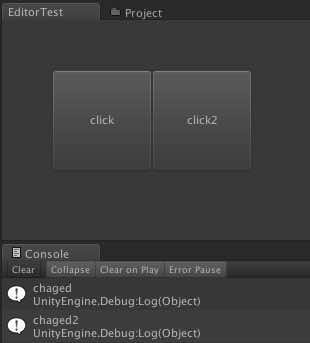 EditorTest Project
click click2
Console
Clear Collapse Clear on Play Error Pause
chaged
UnityEngine.Debug:Log(Object)
chaged2
UnityEngine.Debug:Log(Object)